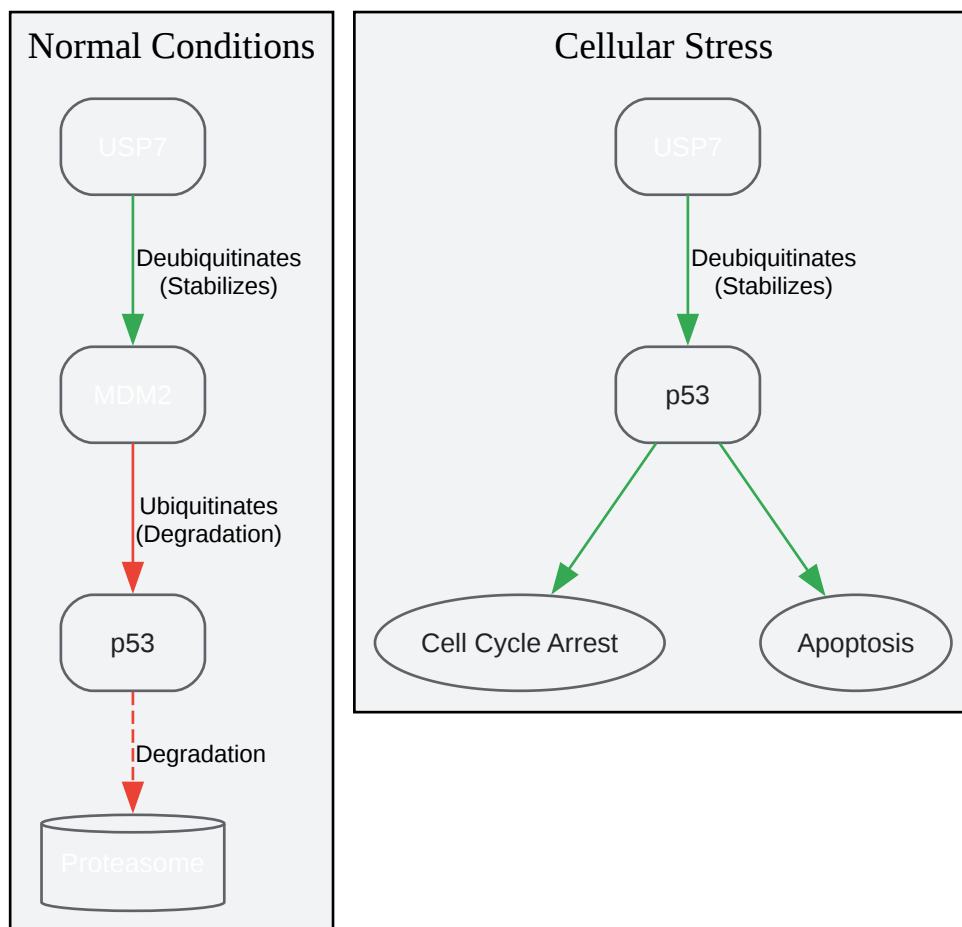 Normal Conditions
USP7
Deubiquitinates
(Stabilizes)
MDM2
Ubiquitinates
(Degradation)
p53
Degradation
Proteasome
Cellular Stress
USP7
Deubiquitinates
(Stabilizes)
p53
Cell Cycle Arrest
Apoptosis